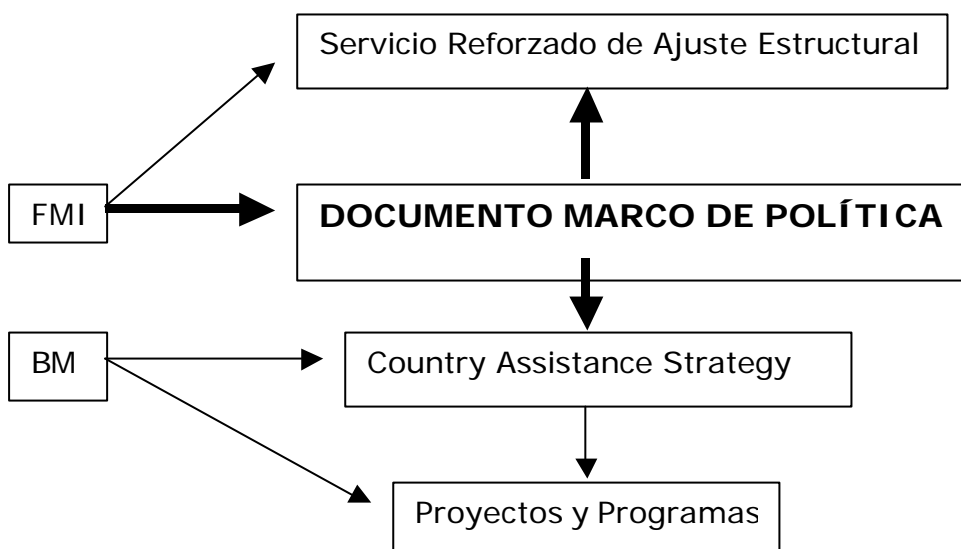 Servicio Reforzado de Ajuste Estructural
FMI
DOCUMENTO MARCO DE POLÍTICA
BM
Country Assistance Strategy
Proyectos y Programas